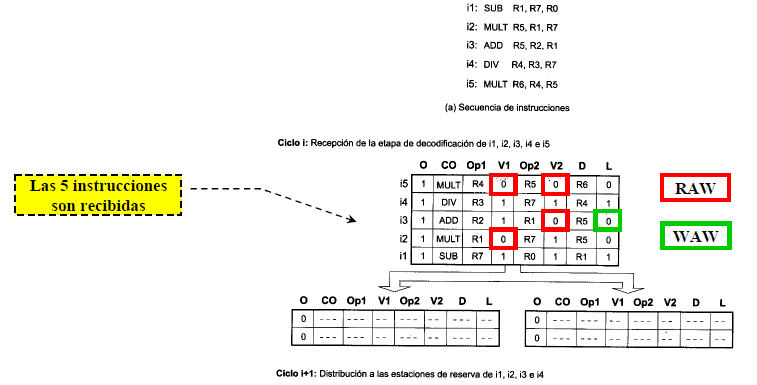 i1: SUB R1, R7, R0
i2: MULT R5, R1, R7
i3: ADD R5, R2, R1
i4: DIV R4, R3, R7
i5: MULT R6, R4, R5
(a) Secuencia de instrucciones
Ciclo i: Recepción de la etapa de decodificación de i1, i2, i3, i4 e i5
O CO Op1 V1 Op2 V2 D L
i5 1 MULT R4 0 R5 0 R6 0
i4 1 DIV R3 1 R7 1 R4 1
i3 1 ADD R2 1 R1 0 R5 0
i2 1 MULT R1 0 R7 1 R5 0
i1 1 SUB R7 1 R0 1 R1 1
Las 5 instrucciones
son recibidas
RAW
WAW
O CO Op1 V1 Op2 V2 D L
0 --- --- -- --- -- --- ---
0 --- --- -- --- -- --- ---
O CO Op1 V1 Op2 V2 D L
0 --- --- -- --- -- --- ---
0 --- --- -- --- -- --- ---
Ciclo i+1: Distribución a las estaciones de reserva de i1, i2, i3 e i4